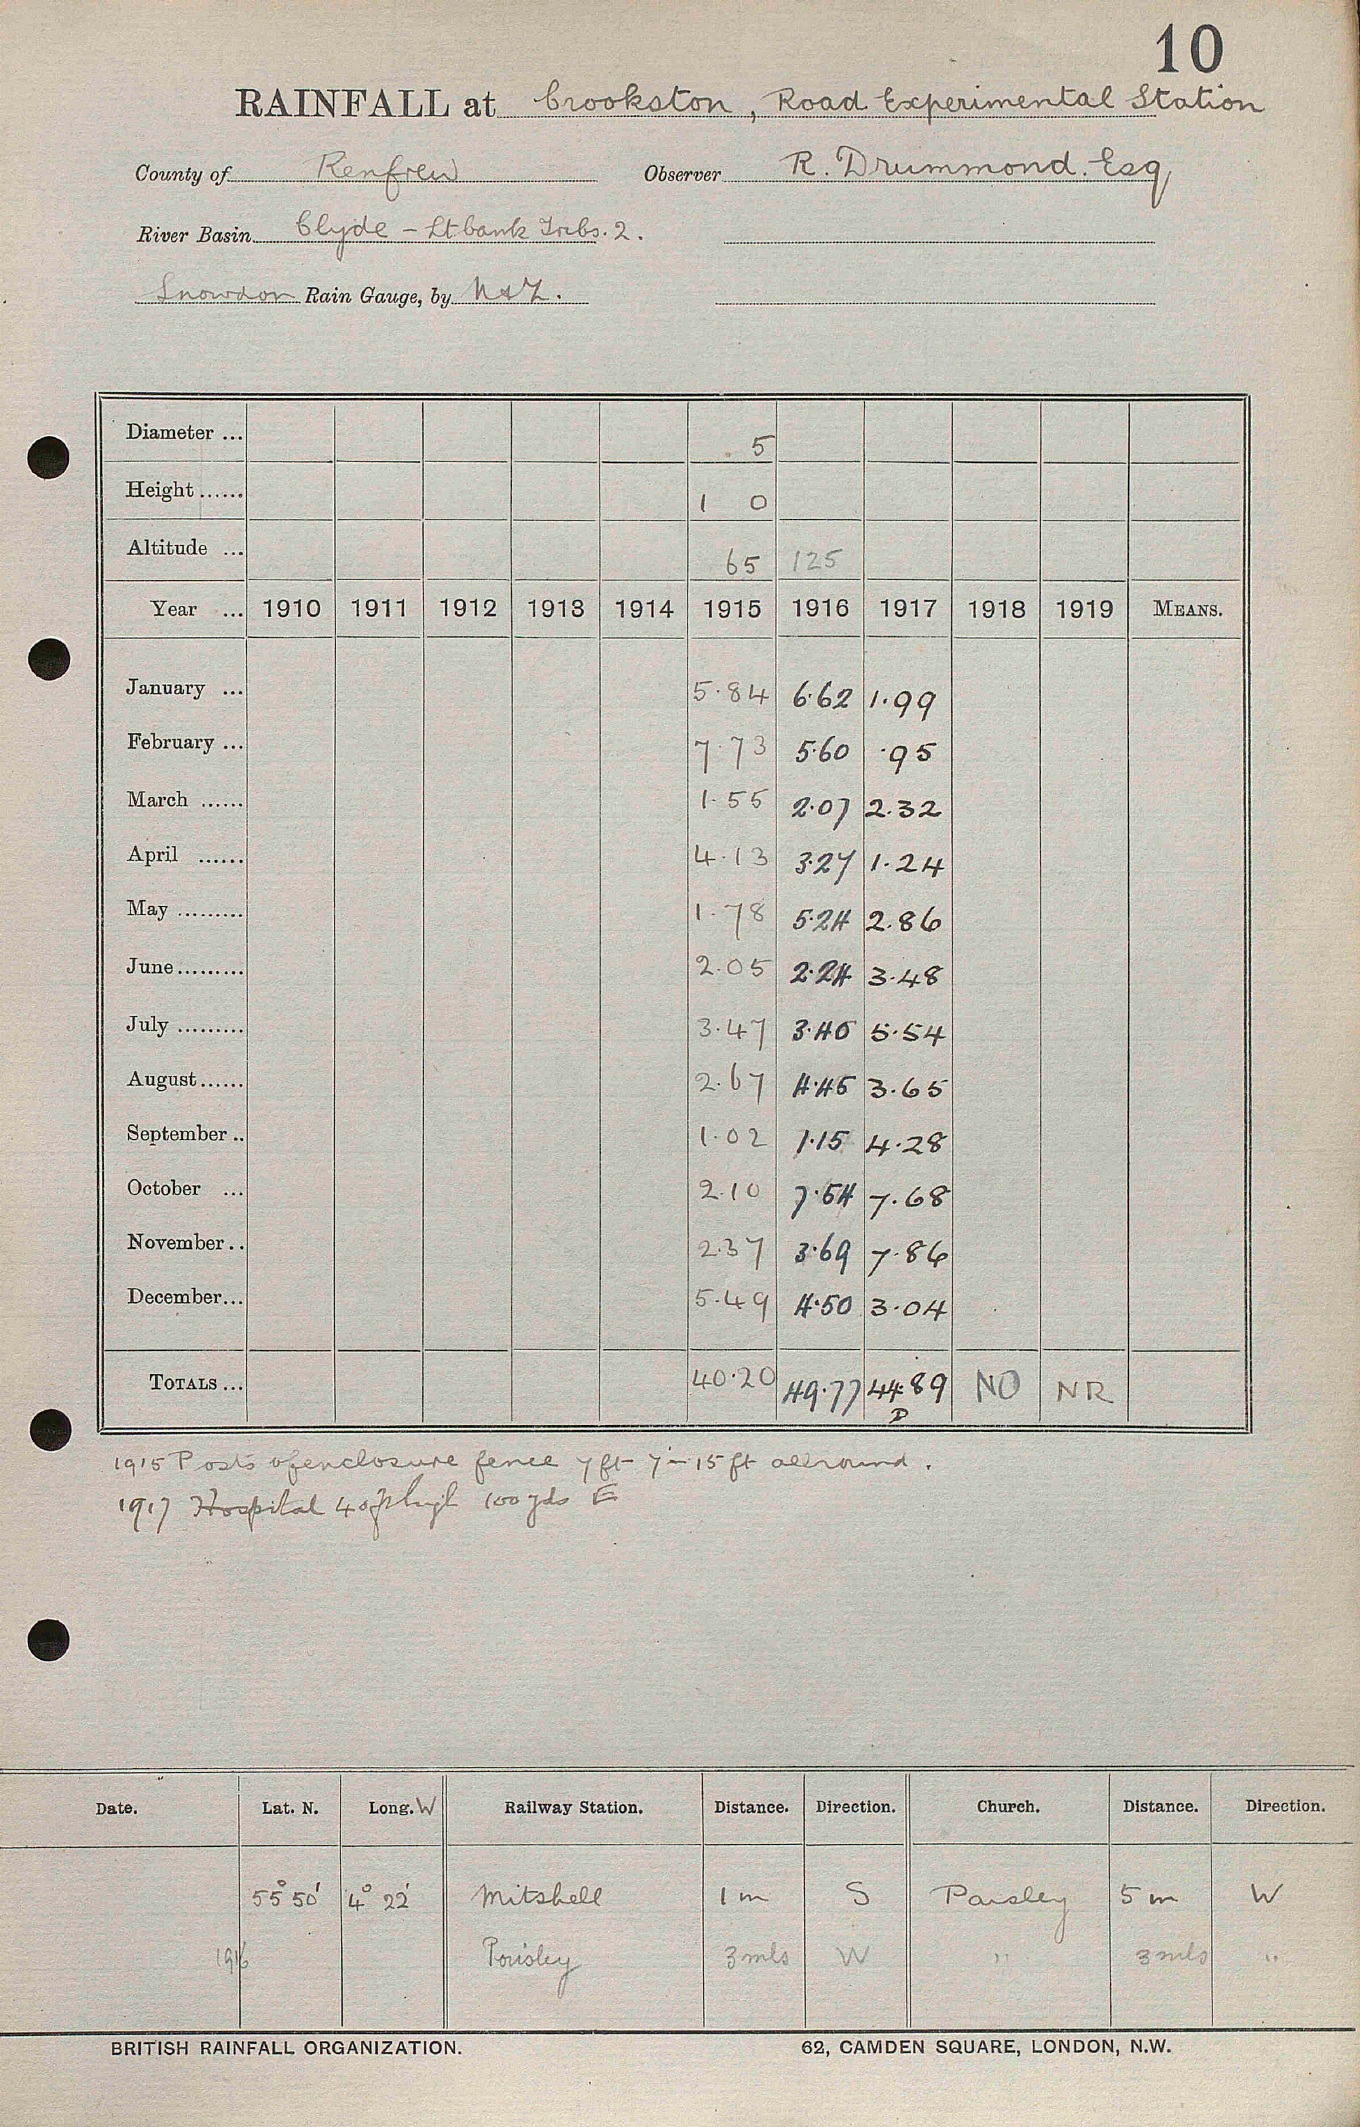 10
RAINFALL at Crookston, Road Experimental Station
County of Renfrew Observer R. Drummond. Esq
River Basin Clyde - Lt bank Tribs. 2.
Snowdon Rain Gauge, by N & Z.
Diameter ... 5
Height ...... 1 0
Altitude ... 65 125
Year ... 1910 1911 1912 1913 1914 1915 1916 1917 1918 1919 MEANS.
January ... 5.84 6.62 1.99
February ... 7.73 5.60 .95
March ...... 1.55 2.07 2.32
April ...... 4.13 3.27 1.24
May ......... 1.78 5.24 2.86
June ......... 2.05 2.24 3.48
July ......... 3.47 3.40 5.54
August ...... 2.67 4.45 3.65
September .. 1.02 1.15 4.28
October ... 2.10 7.54 7.68
November .. 2.37 3.69 7.86
December ... 5.49 4.50 3.04
TOTALS ... 40.20 49.77 44.89 NO NR
D
1915 Posts of enclosure fence 7 ft 7 in 15 ft all round.
1917 Hospital 40 ft high 100 yds E
Date. Lat. N. Long. W Railway Station. Distance. Direction. Church. Distance. Direction.
55° 50' 4° 22' Mitshell 1 m S Paisley 5 m W
1916 Paisley 3 mls W " 3 mls "
BRITISH RAINFALL ORGANIZATION. 62, CAMDEN SQUARE, LONDON, N.W.